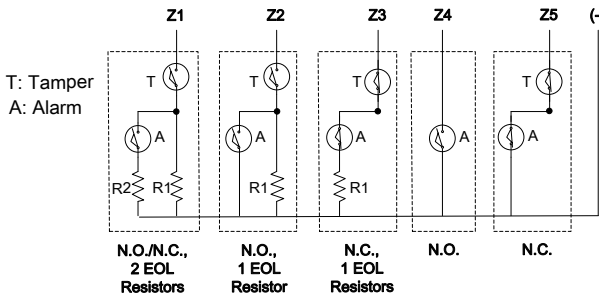 Z1 Z2 Z3 Z4 Z5 (-
T: Tamper
A: Alarm
T T T T
A A A A A
R2 R1 R1 R1
N.O./N.C.,
2 EOL
Resistors
N.O.,
1 EOL
Resistor
N.C.,
1 EOL
Resistors
N.O.
N.C.